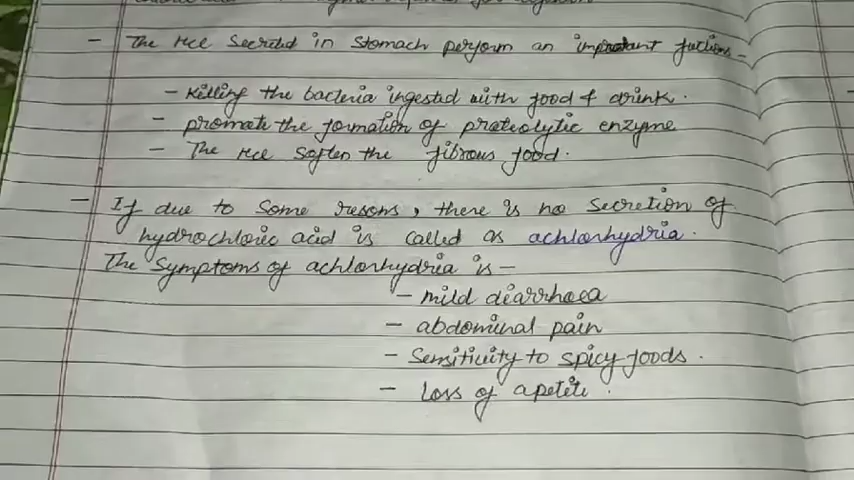 - The HCl Secreted in Stomach perform an important fuctions -
- Killing the bacteria ingested with food & drink.
- promote the formation of proteolytic enzyme
- The HCl soften the fibrous food.
- If due to some resons, there is no secretion of
hydrochloric acid is called as achlorhydria.
The Symptoms of achlorhydria is -
- mild diarrhoea
- abdominal pain
- Sensitivity to spicy foods.
- Loss of apetite.